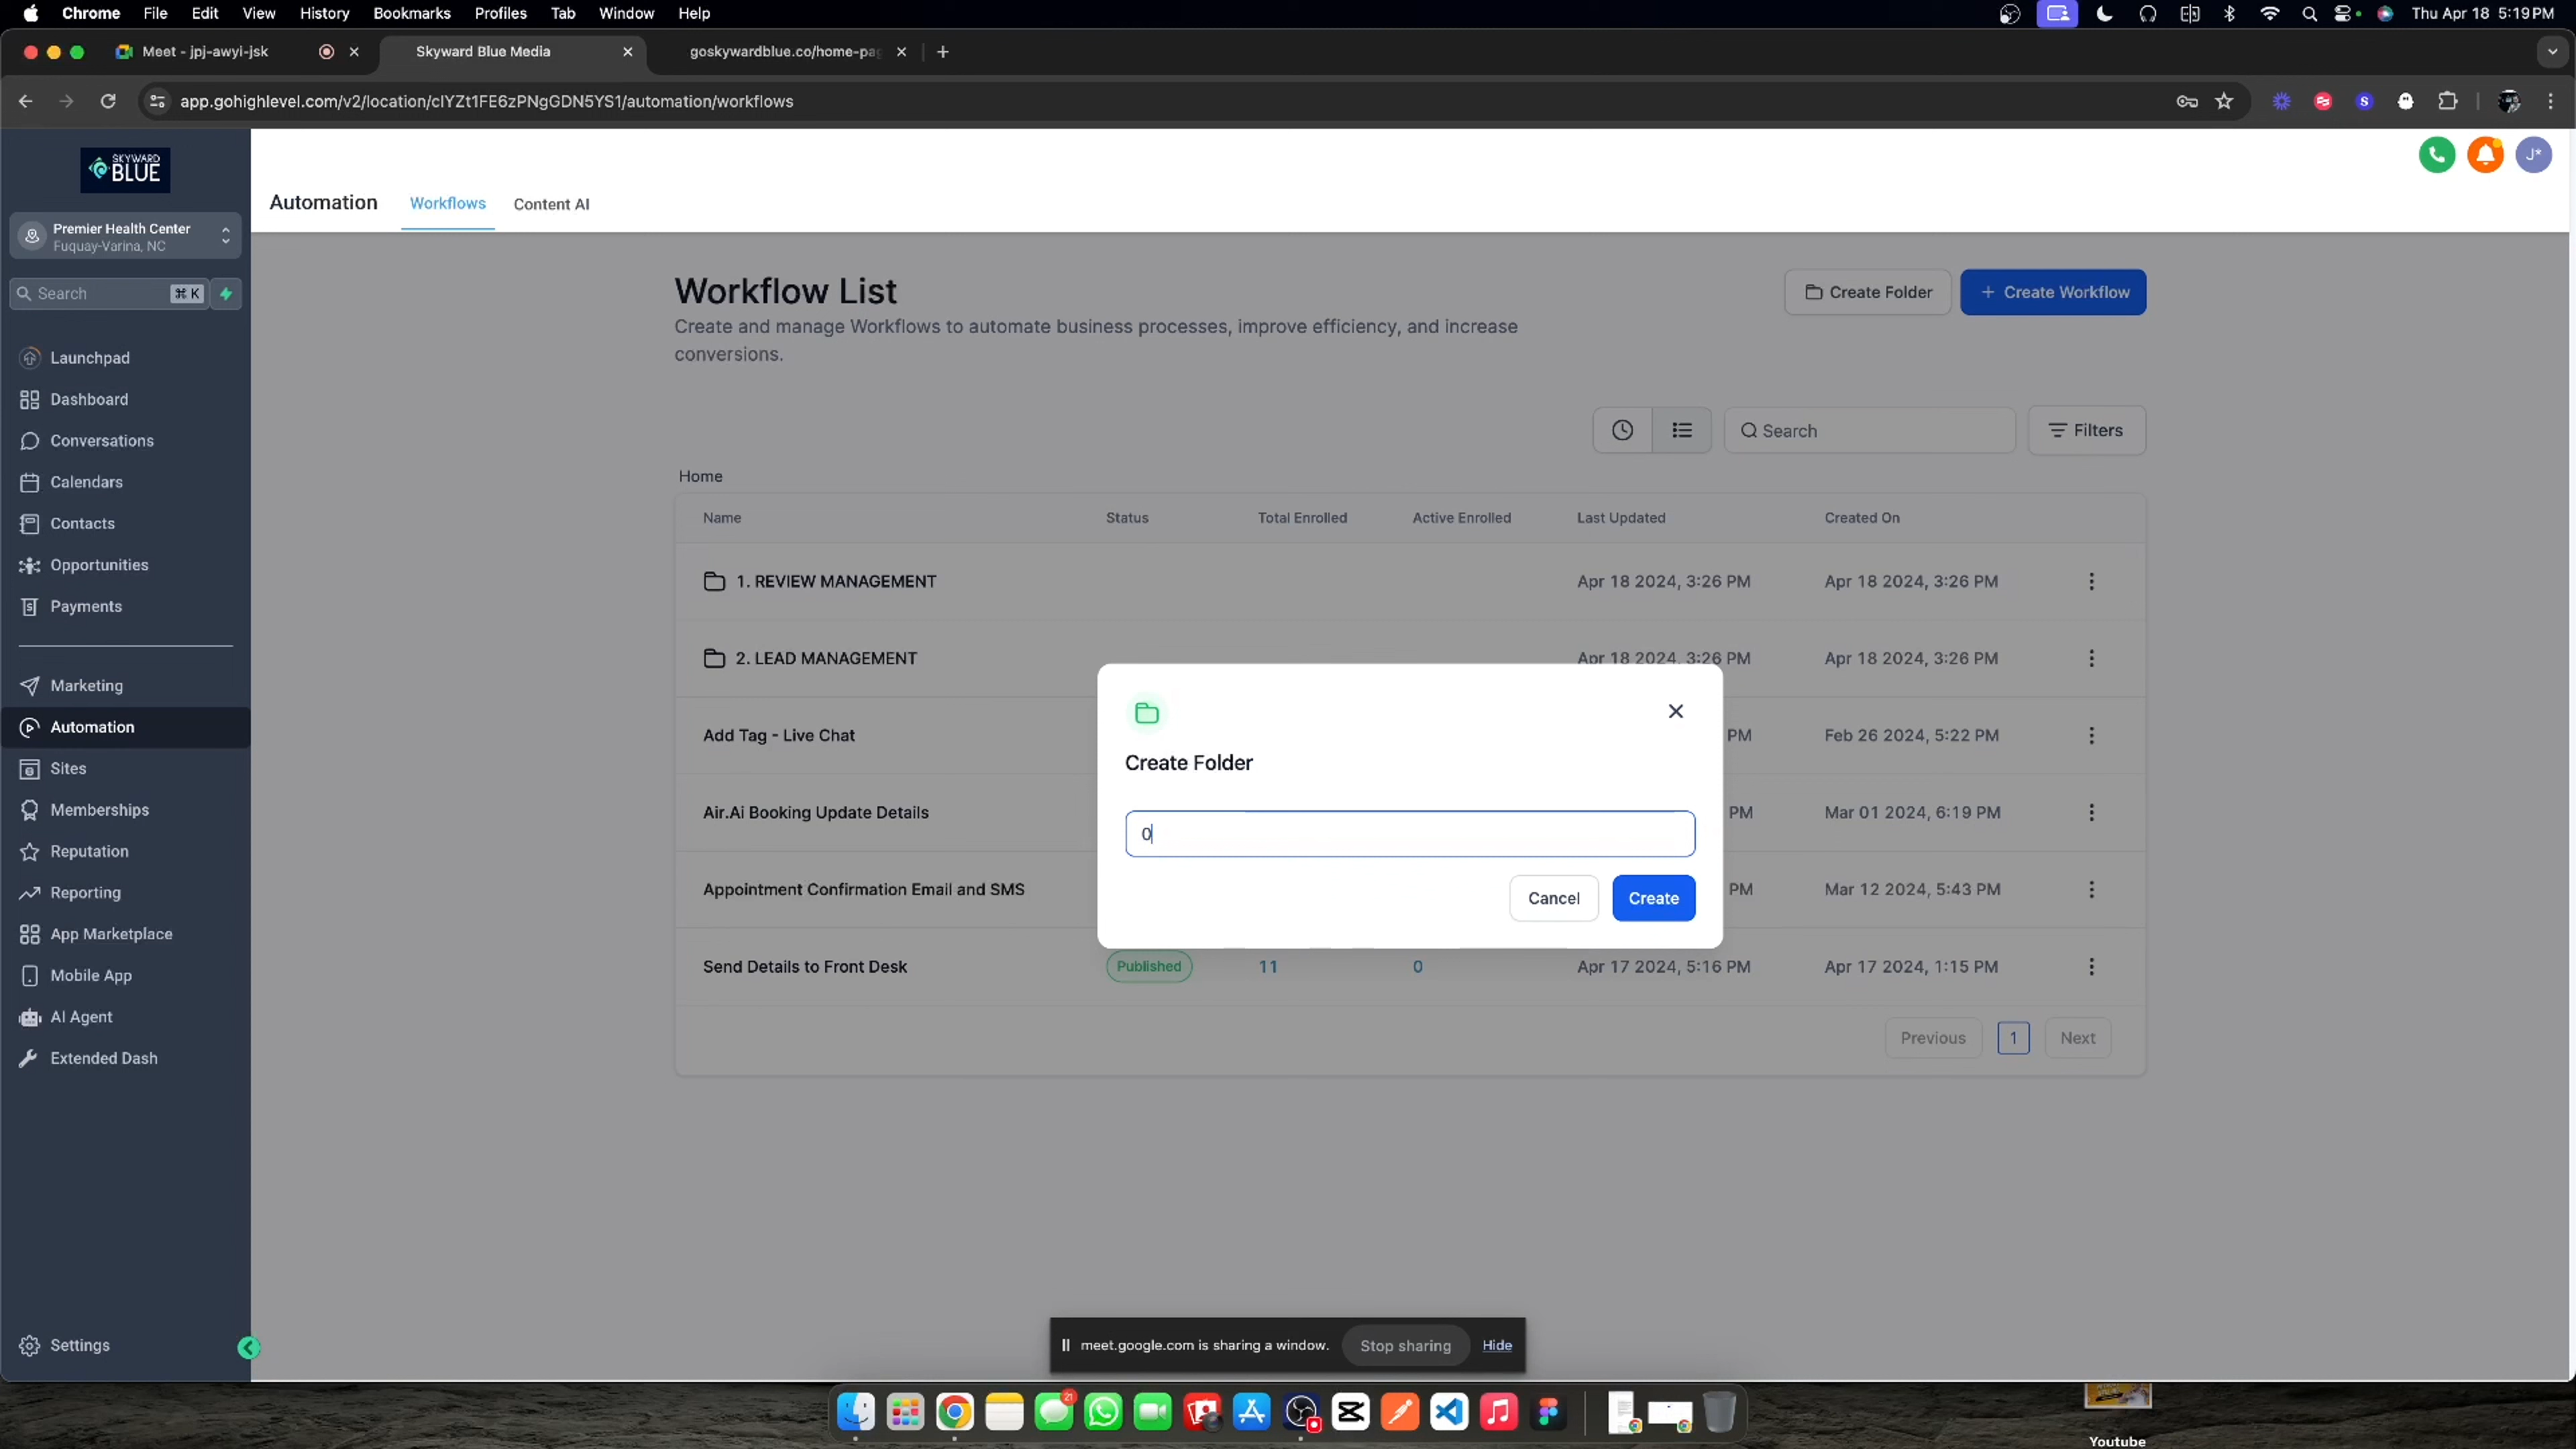 Chrome File Edit View History Bookmarks Profiles Tab Window Help Thu Apr 18 5:19 PM
Meet - jpj-awyi-jsk Skyward Blue Media goskywardblue.co/home-pag
app.gohighlevel.com/v2/location/cIYZt1FE6zPNgGDN5YS1/automation/workflows
SKYWARD
BLUE
Premier Health Center
Fuquay-Varina, NC
Search ⌘ K
Launchpad
Dashboard
Conversations
Calendars
Contacts
Opportunities
Payments
Marketing
Automation
Sites
Memberships
Reputation
Reporting
App Marketplace
Mobile App
AI Agent
Extended Dash
Settings
J*
Automation Workflows Content AI
Workflow List
Create Folder + Create Workflow
Create and manage Workflows to automate business processes, improve efficiency, and increase
conversions.
Search Filters
Home
Name Status Total Enrolled Active Enrolled Last Updated Created On
1. REVIEW MANAGEMENT Apr 18 2024, 3:26 PM Apr 18 2024, 3:26 PM
2. LEAD MANAGEMENT Apr 18 2024, 3:26 PM Apr 18 2024, 3:26 PM
Add Tag - Live Chat PM Feb 26 2024, 5:22 PM
Air.Ai Booking Update Details PM Mar 01 2024, 6:19 PM
Appointment Confirmation Email and SMS PM Mar 12 2024, 5:43 PM
Send Details to Front Desk Published 11 0 Apr 17 2024, 5:16 PM Apr 17 2024, 1:15 PM
Previous 1 Next
Create Folder
0
Cancel Create
meet.google.com is sharing a window. Stop sharing Hide
21
Youtube